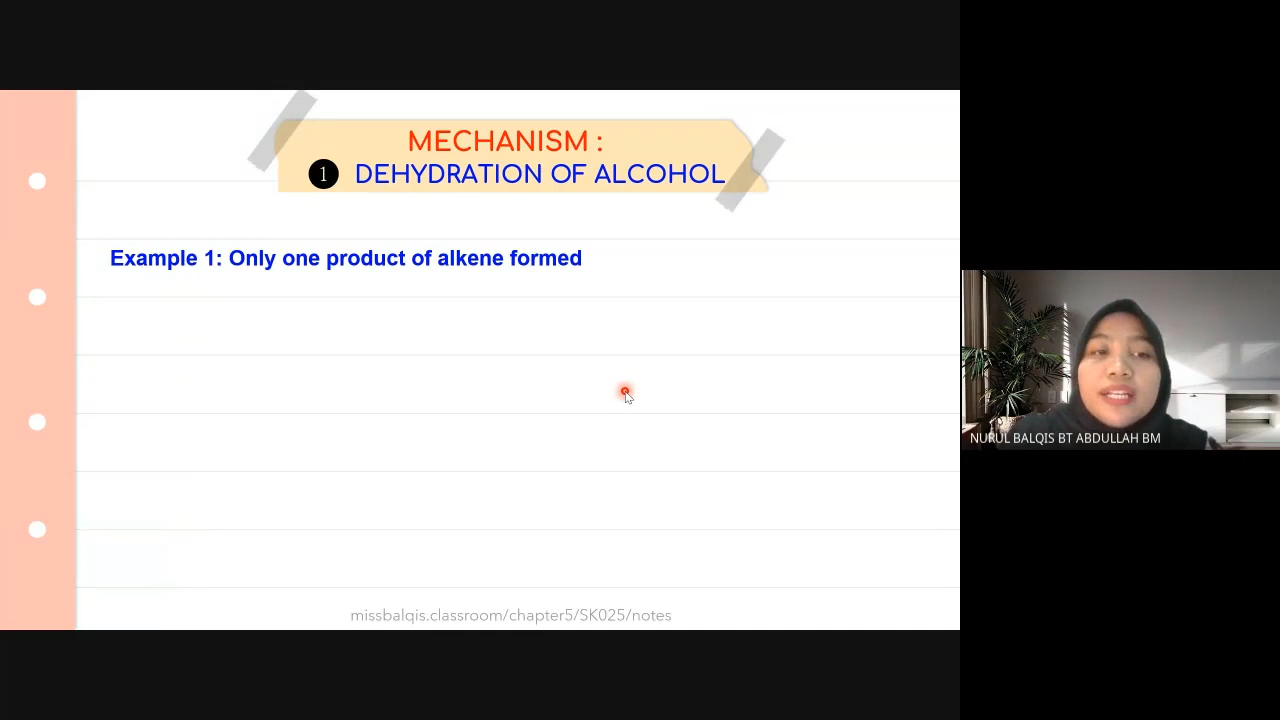 MECHANISM :
1 DEHYDRATION OF ALCOHOL
Example 1: Only one product of alkene formed
NURUL BALQIS BT ABDULLAH BM
missbalqis.classroom/chapter5/SK025/notes